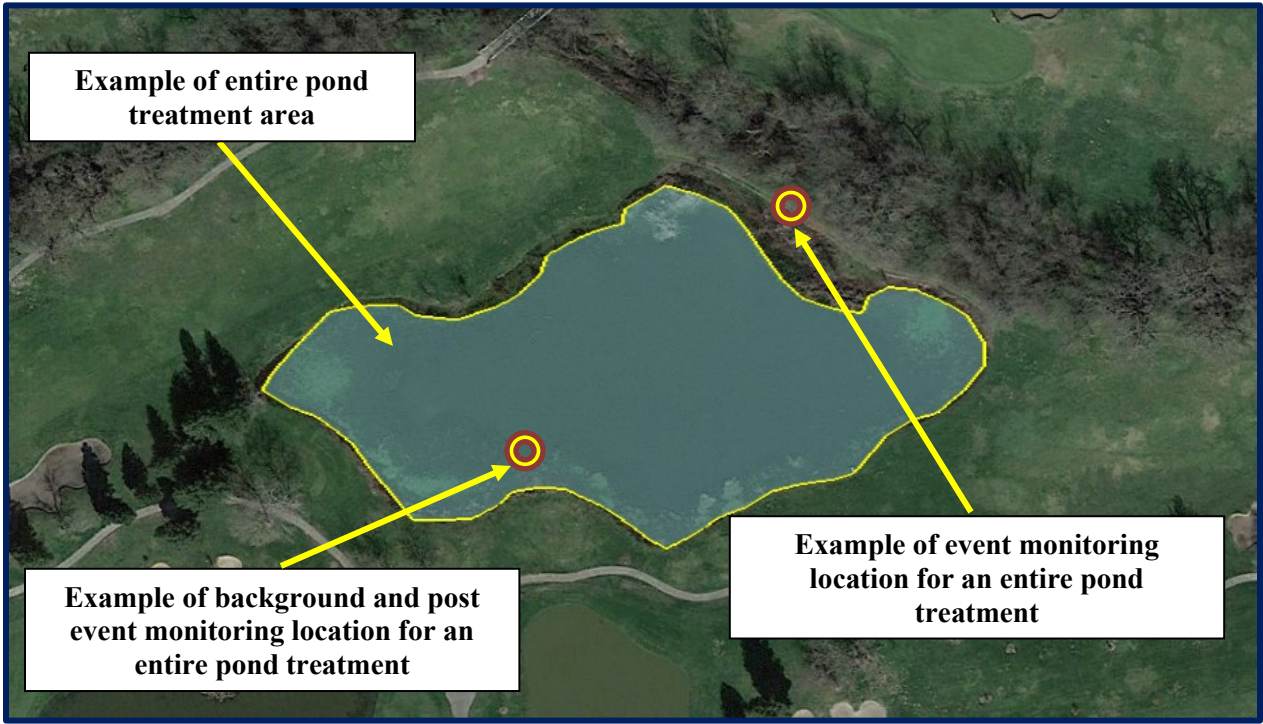 Example of entire pond
treatment area
Example of event monitoring
location for an entire pond
treatment
Example of background and post
event monitoring location for an
entire pond treatment